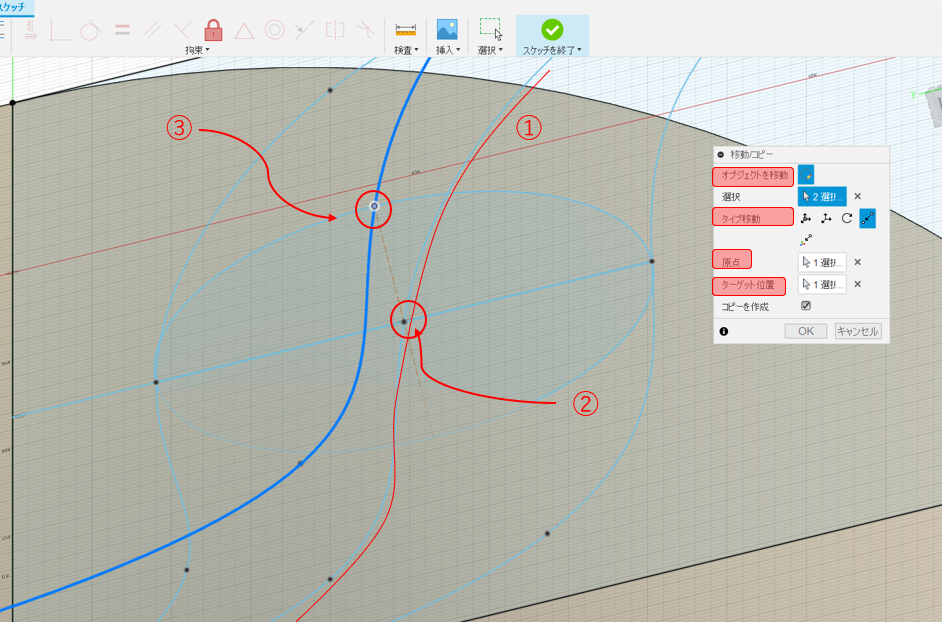 スケッチ
拘束▼
検査▼
挿入▼
選択▼
スケッチを終了▼
③
①
②
Y
移動/コピー
オブジェクトを移動
選択
2 選択...
タイプ移動
原点
1 選択...
ターゲット位置
1 選択...
コピーを作成
OK
キャンセル